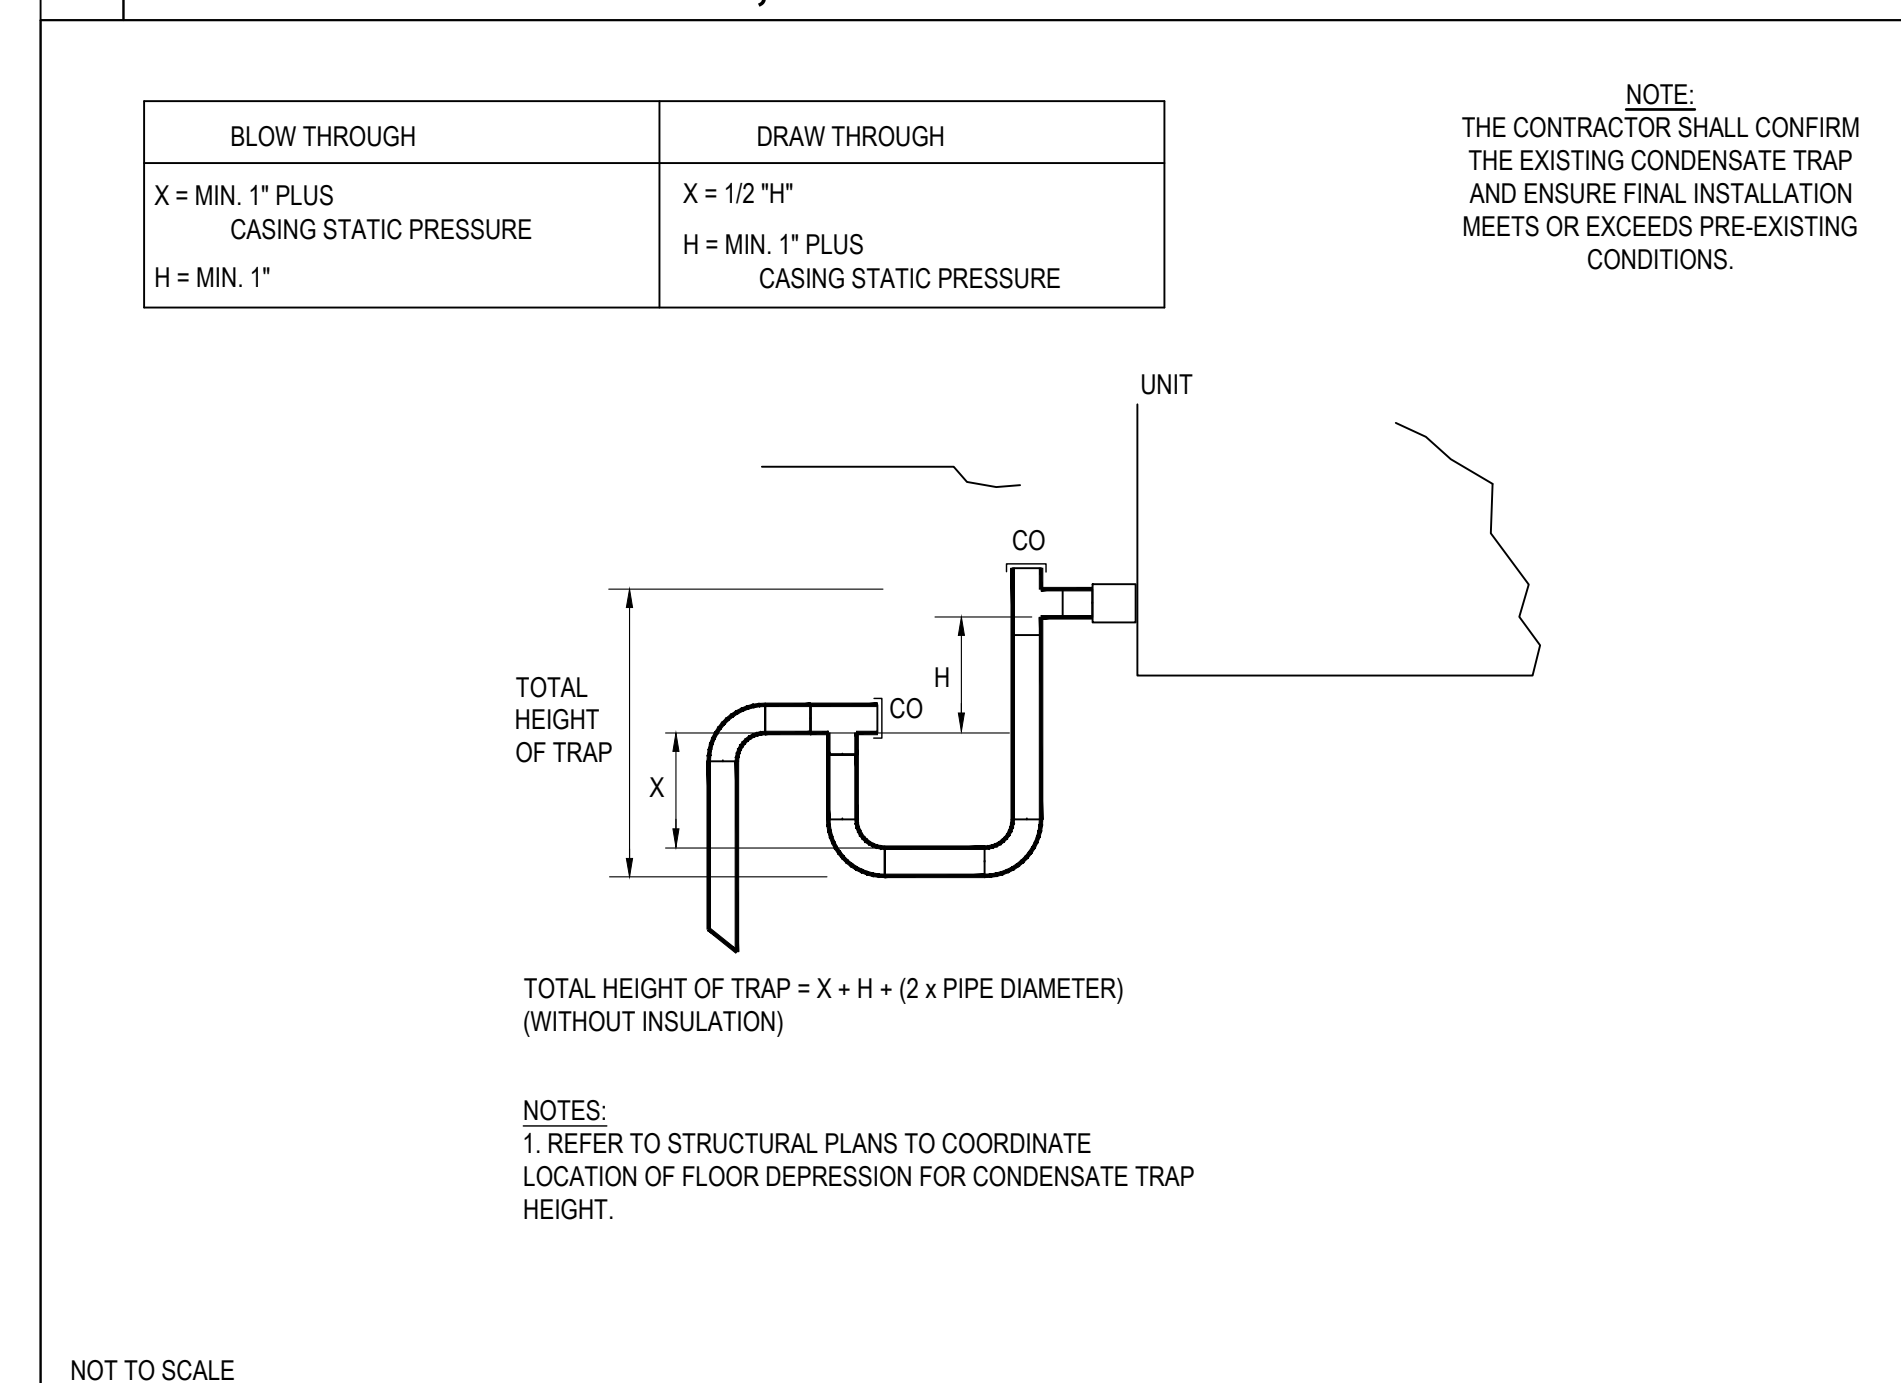 BLOW THROUGH
X = MIN. 1" PLUS
CASING STATIC PRESSURE
H = MIN. 1"
DRAW THROUGH
X = 1/2 "H"
H = MIN. 1" PLUS
CASING STATIC PRESSURE
NOTE:
THE CONTRACTOR SHALL CONFIRM
THE EXISTING CONDENSATE TRAP
AND ENSURE FINAL INSTALLATION
MEETS OR EXCEEDS PRE-EXISTING
CONDITIONS.
UNIT
CO
H
CO
TOTAL
HEIGHT
OF TRAP
X
TOTAL HEIGHT OF TRAP = X + H + (2 x PIPE DIAMETER)
(WITHOUT INSULATION)
NOTES:
1. REFER TO STRUCTURAL PLANS TO COORDINATE
LOCATION OF FLOOR DEPRESSION FOR CONDENSATE TRAP
HEIGHT.
NOT TO SCALE